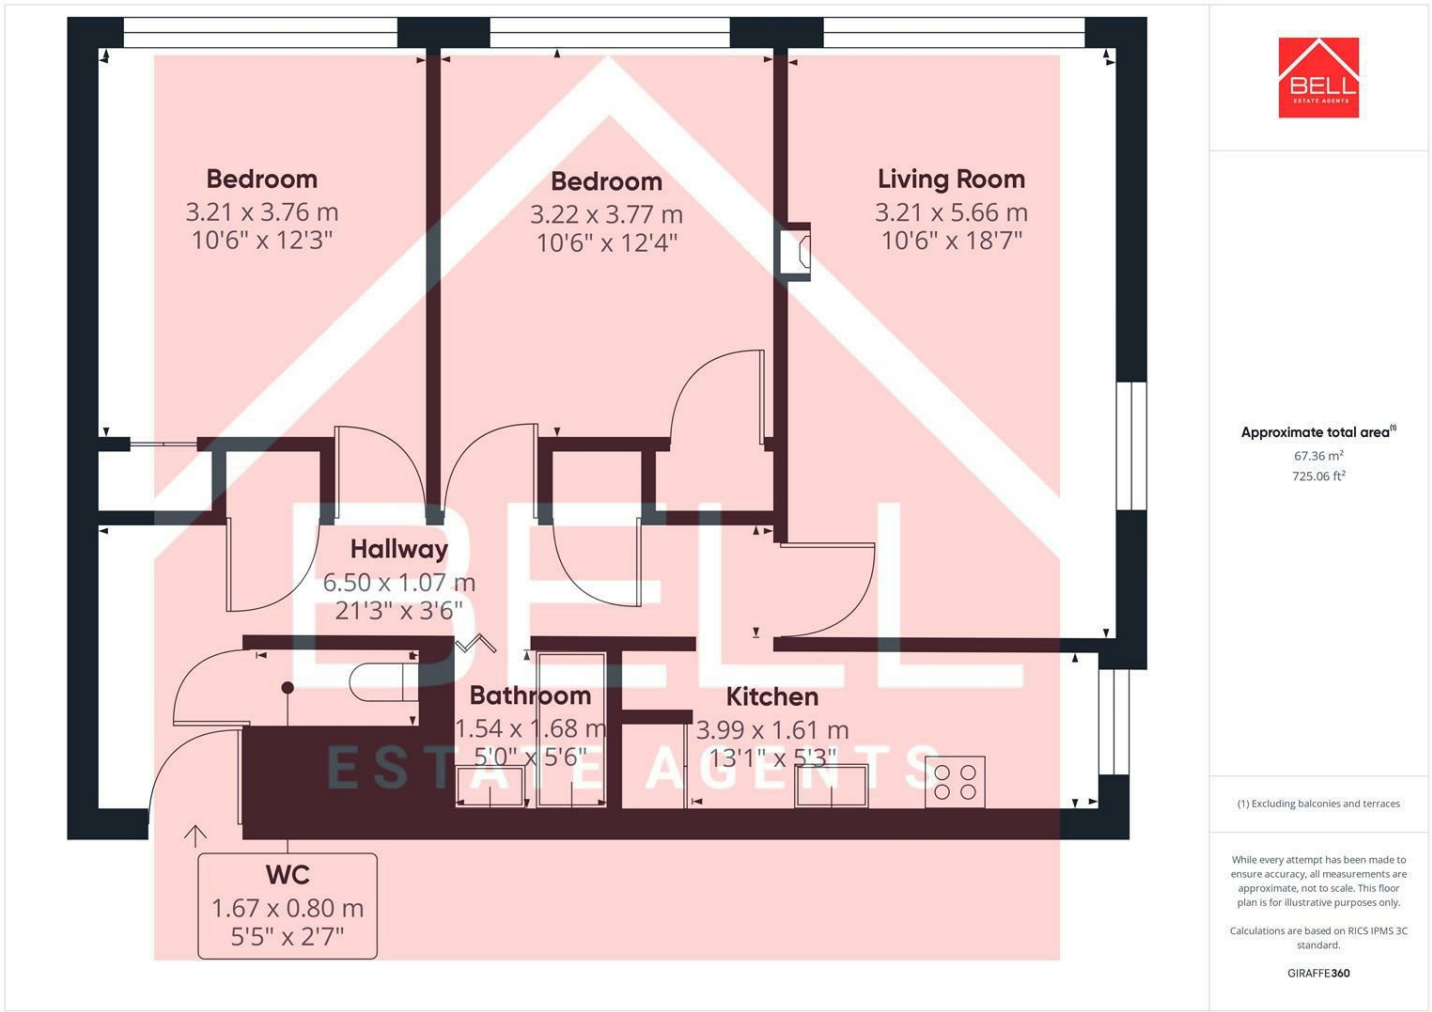 Bedroom
3.21 x 3.76 m
10'6" x 12'3"
Bedroom
3.22 x 3.77 m
10'6" x 12'4"
Living Room
3.21 x 5.66 m
10'6" x 18'7"
Hallway
6.50 x 1.07 m
21'3" x 3'6"
Bathroom
1.54 x 1.68 m
5'0" x 5'6"
Kitchen
3.99 x 1.61 m
13'1" x 5'3"
WC
1.67 x 0.80 m
5'5" x 2'7"
BELL
ESTATE AGENTS
BELL
ESTATE AGENTS
Approximate total area⁽¹⁾
67.36 m²
725.06 ft²
(1) Excluding balconies and terraces
While every attempt has been made to
ensure accuracy, all measurements are
approximate, not to scale. This floor
plan is for illustrative purposes only.
Calculations are based on RICS IPMS 3C
standard.
GIRAFFE360